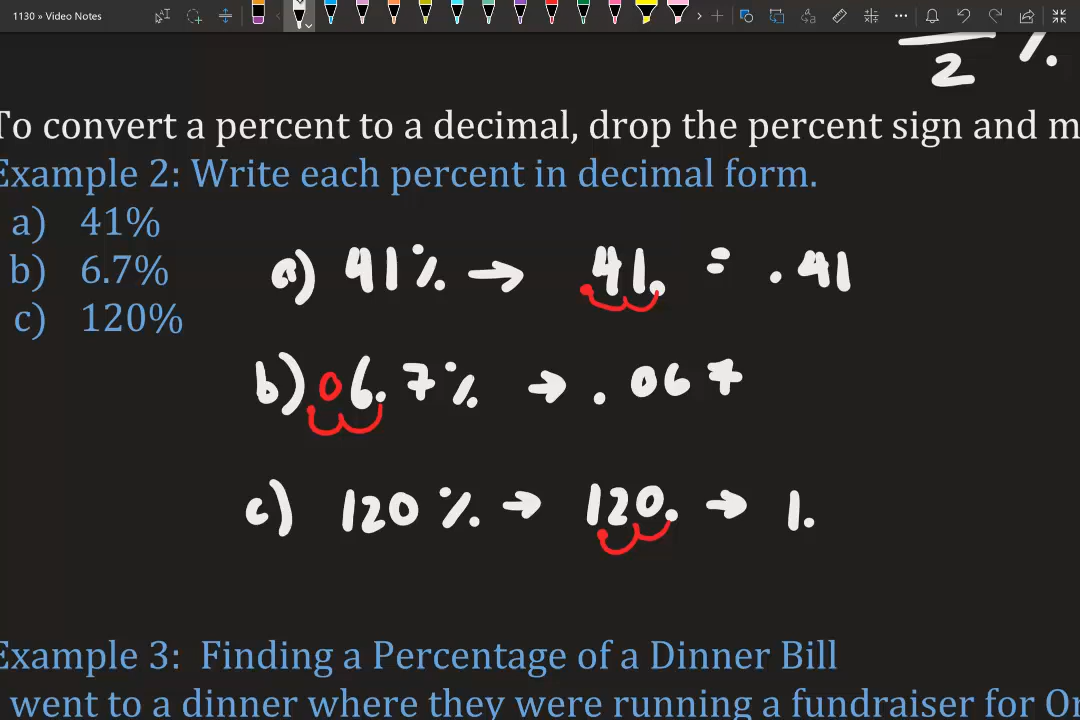 1130 » Video Notes
2 %
To convert a percent to a decimal, drop the percent sign and m
Example 2: Write each percent in decimal form.
a) 41%
b) 6.7%
c) 120%
a) 41% → 41. = .41
b) 06.7% → .067
c) 120% → 120. → 1.
Example 3: Finding a Percentage of a Dinner Bill
went to a dinner where they were running a fundraiser for Or